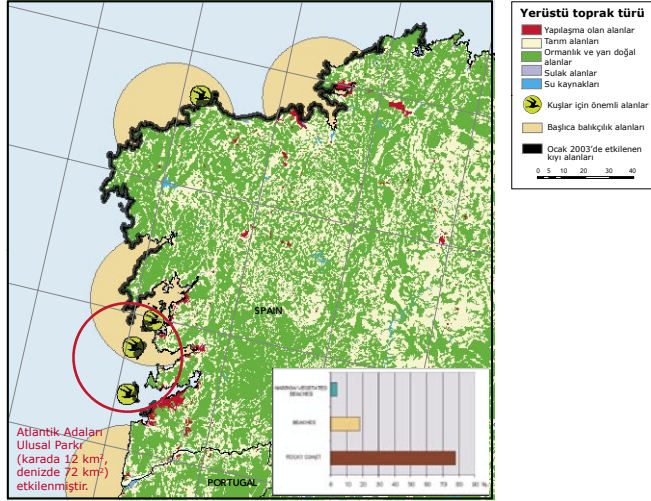 Yerüstü toprak türü
Yapılaşma olan alanlar
Tarım alanları
Ormanlık ve yarı doğal
alanlar
Sulak alanlar
Su kaynakları
Kuşlar için önemli alanlar
Başlıca balıkçılık alanları
Ocak 2003'de etkilenen
kıyı alanları
0 5 10 20 30 40
SPAIN
PORTUGAL
Atlantik Adaları
Ulusal Parkı
(karada 12 km²,
denizde 72 km²)
etkilenmiştir.
NARROW VEGETATED
BEACHES
BEACHES
ROCKY COAST
0 10 20 30 40 50 60 70 80 90 %